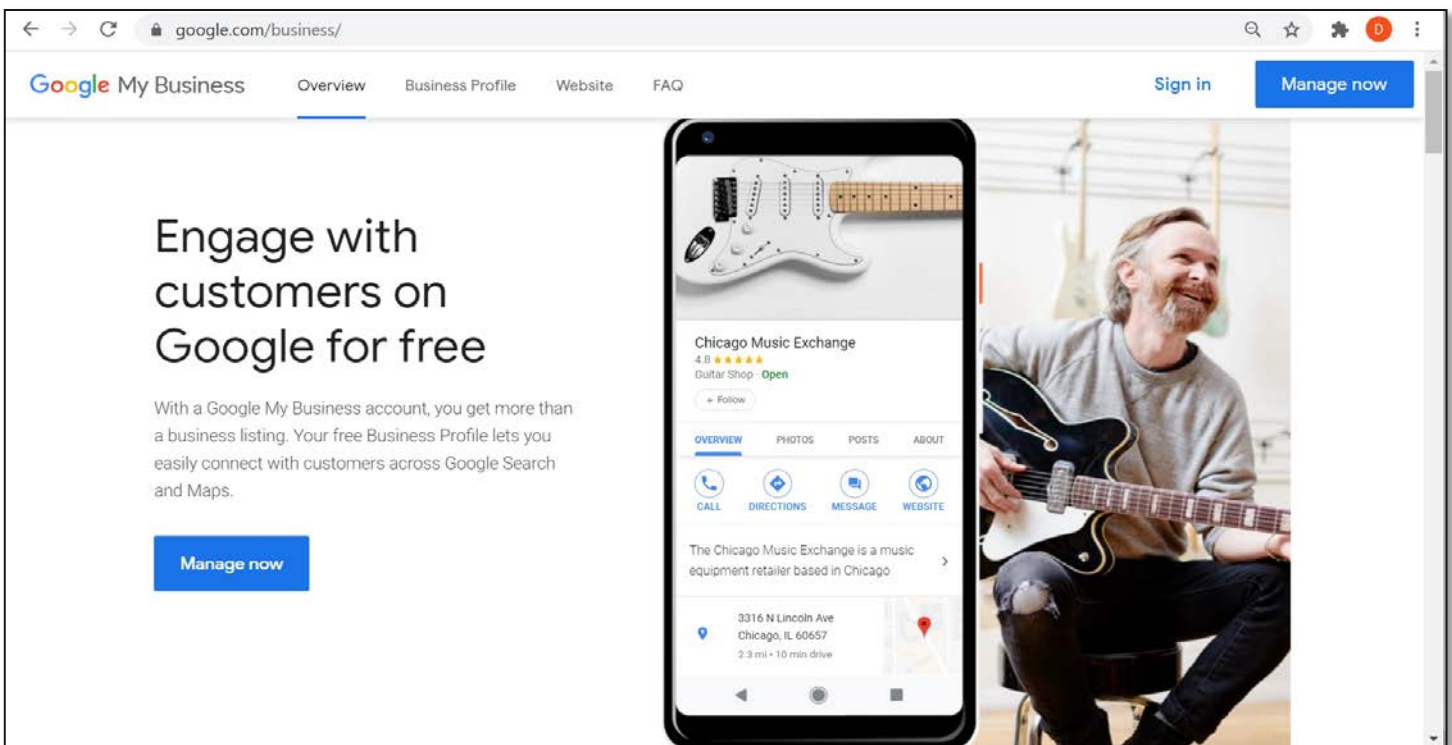 google.com/business/
D
Google My Business
Overview
Business Profile
Website
FAQ
Sign in
Manage now
Engage with
customers on
Google for free
With a Google My Business account, you get more than
a business listing. Your free Business Profile lets you
easily connect with customers across Google Search
and Maps.
Manage now
Chicago Music Exchange
4.8
Guitar Shop · Open
+ Follow
OVERVIEW PHOTOS POSTS ABOUT
CALL DIRECTIONS MESSAGE WEBSITE
The Chicago Music Exchange is a music
equipment retailer based in Chicago
3316 N Lincoln Ave
Chicago, IL 60657
2.3 mi • 10 min drive